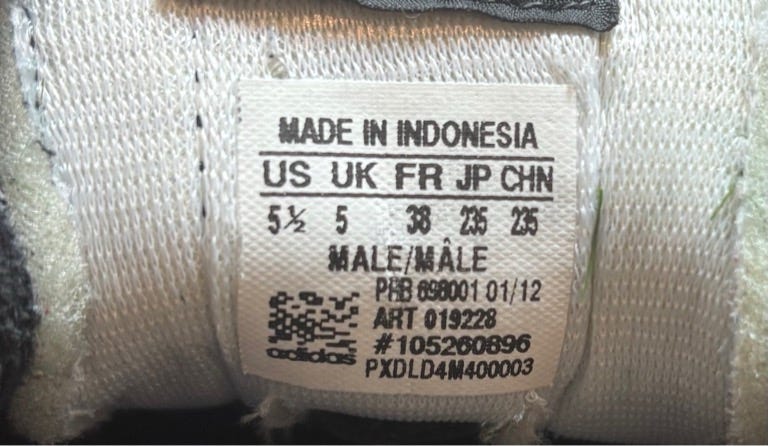 MADE IN INDONESIA
US UK FR JP CHN
5½ 5 38 235 235
MALE/MÂLE
PHB 698001 01/12
ART 019228
#105260896
adidas
PXDLD4M400003